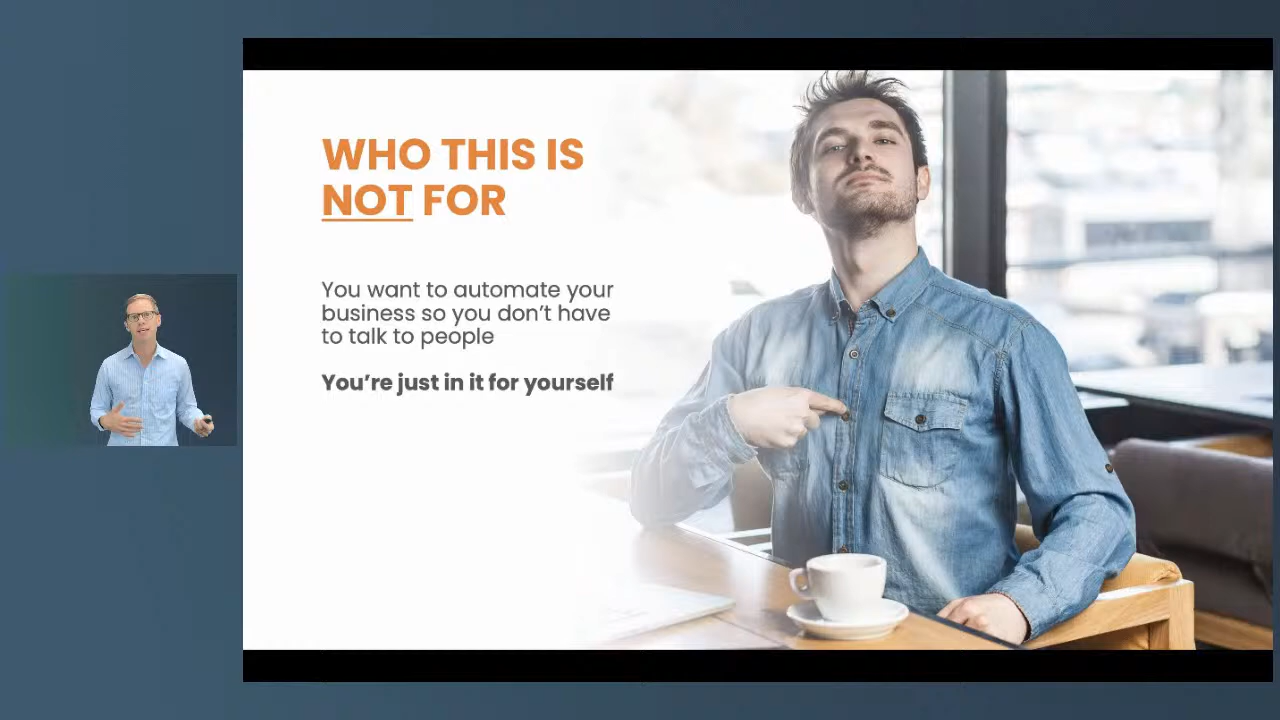 WHO THIS IS
NOT FOR
You want to automate your
business so you don’t have
to talk to people
You’re just in it for yourself